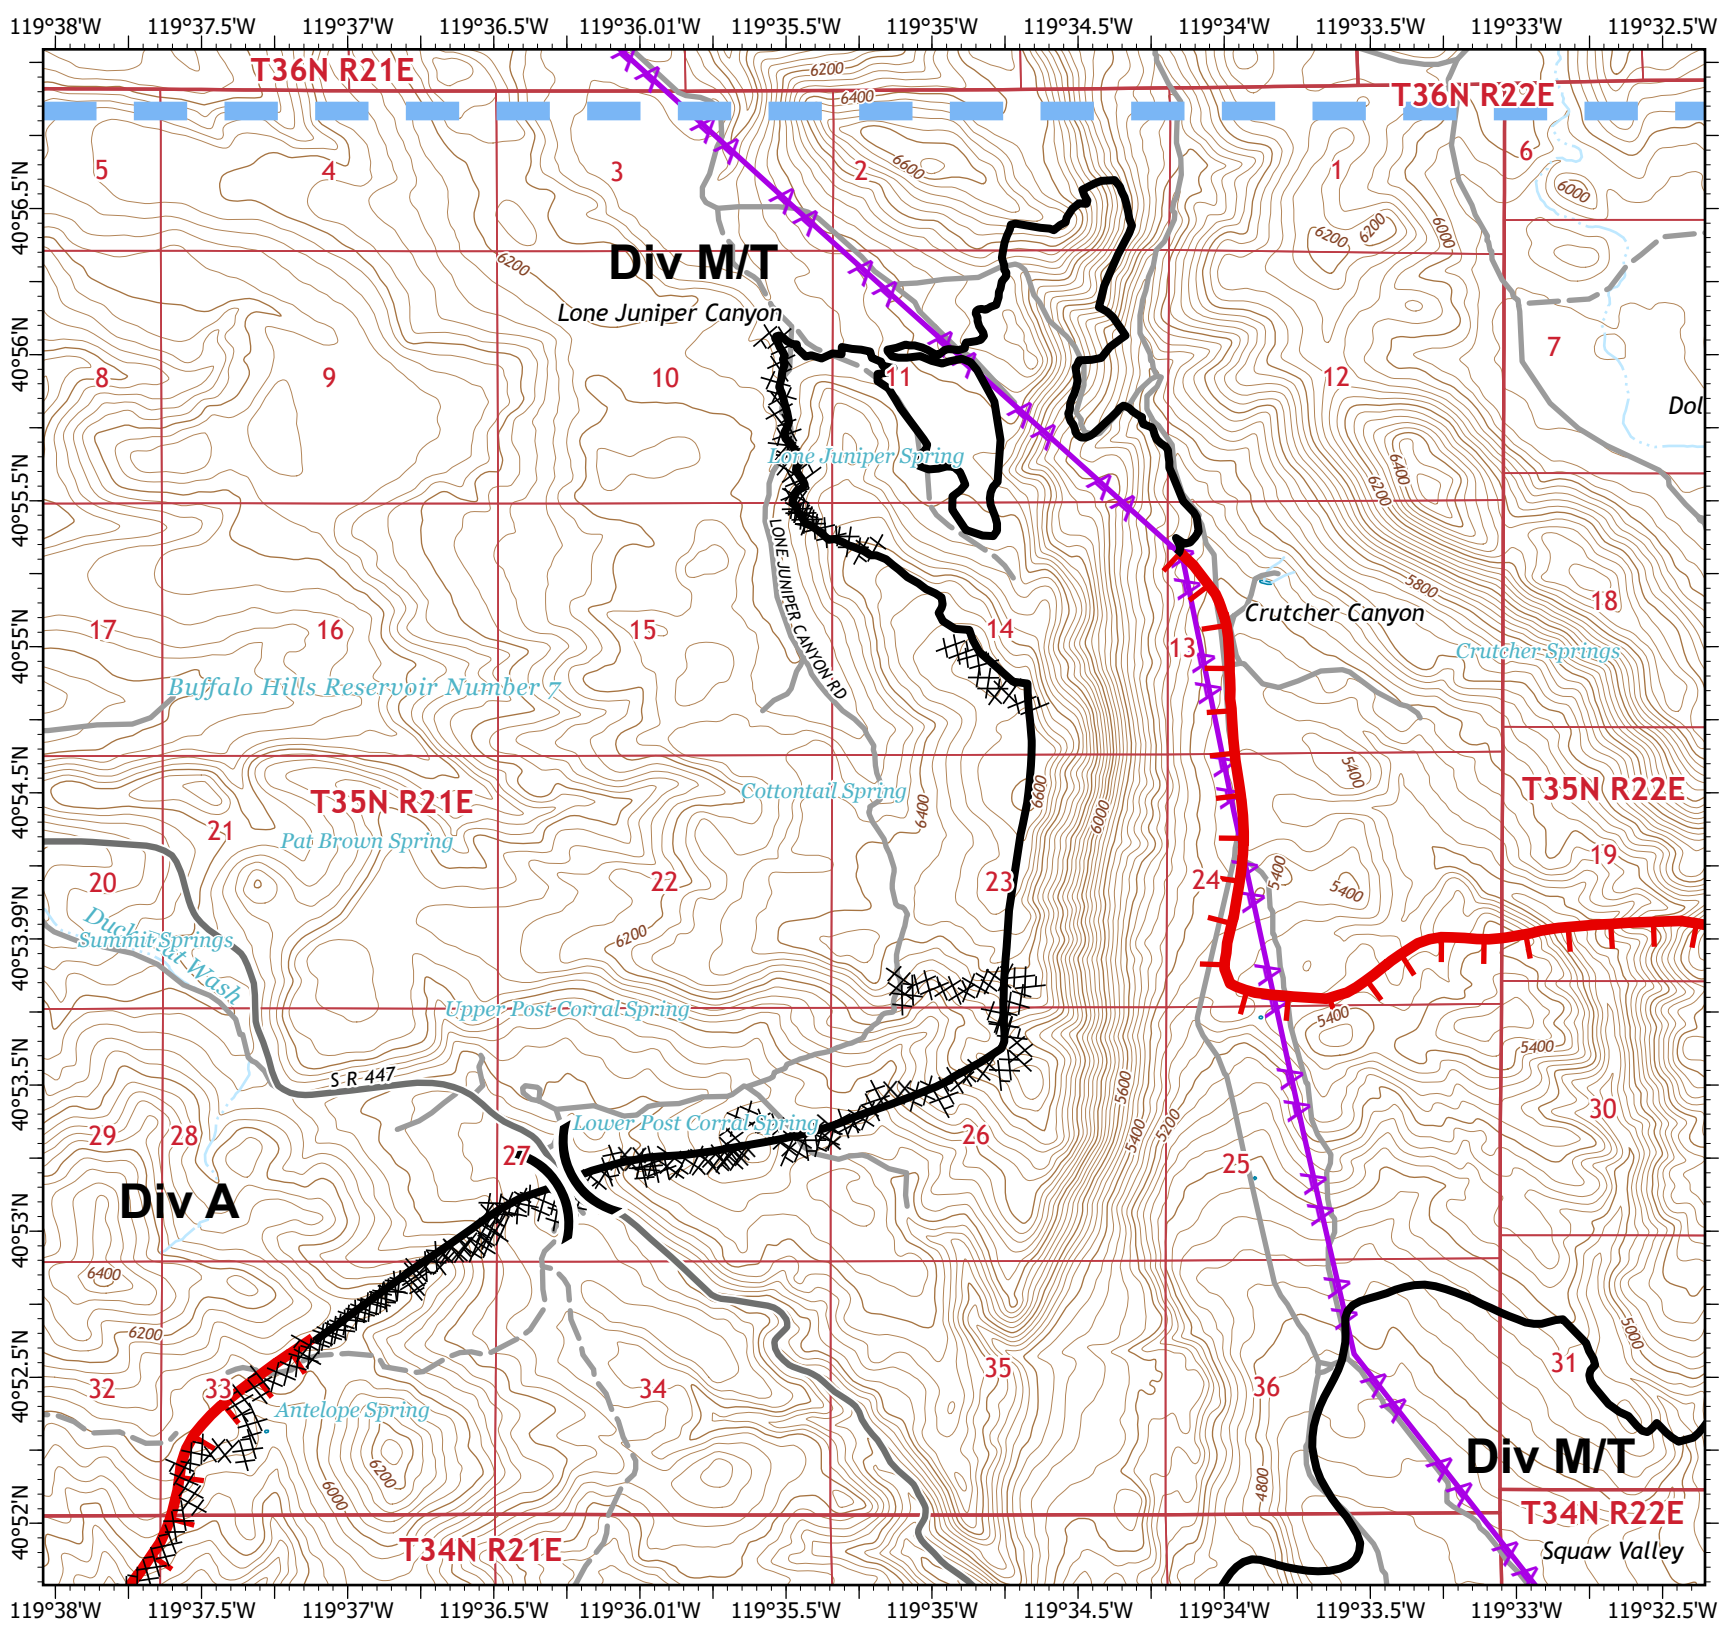 119°38'W 119°37.5'W 119°37'W 119°36.5'W 119°36.0'W 119°35.5'W 119°35'W 119°34.5'W 119°34'W 119°33.5'W 119°33'W 119°32.5'W
T36N R21E
6200
6400
T36N R22E
5
4
3
2
6600
1
6
6000
40°56.5'N
6200
6200
6000
6200
Div M/T
Lone Juniper Canyon
40°56'N
7
8
9
10
11
12
Dol
Lone Juniper Spring
6400
6200
40°55.5'N
LONE JUNIPER CANYON RD
5800
18
Crutcher Canyon
17
16
15
14
13
40°55'N
Crutcher Springs
Buffalo Hills Reservoir Number 7
5400
40°54.5'N
Cottontail Spring
6400
6600
6000
T35N R21E
T35N R22E
21
Pat Brown Spring
19
20
22
23
24
5400
5400
Duck Flat Wash
Summit Springs
6200
40°53.99'N
Upper Post Corral Spring
5400
5400
S R 447
40°53.5'N
5600
5400
5200
Lower Post Corral Spring
29
28
27
26
25
30
Div A
40°53'N
6400
6200
5000
40°52.5'N
32
33
34
35
36
31
Antelope Spring
Div M/T
6200
6000
4800
40°52'N
T34N R21E
T34N R22E
Squaw Valley
119°38'W 119°37.5'W 119°37'W 119°36.5'W 119°36.0'W 119°35.5'W 119°35'W 119°34.5'W 119°34'W 119°33.5'W 119°33'W 119°32.5'W